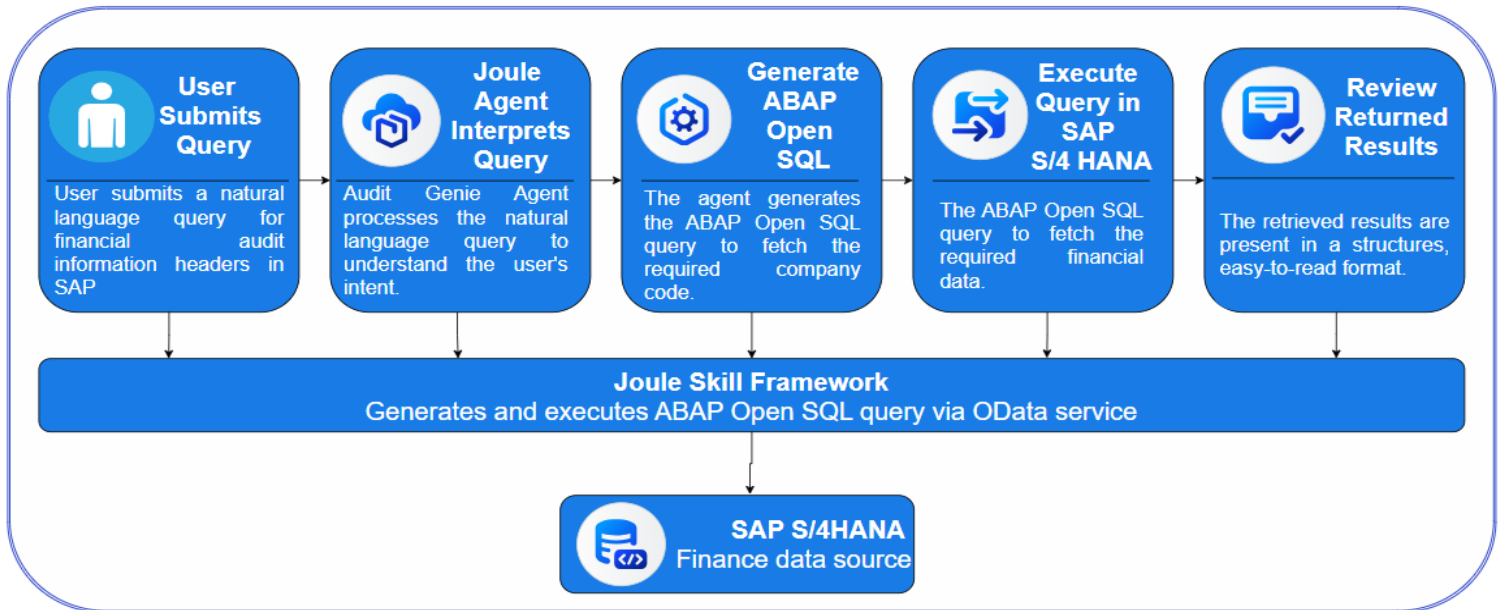 User
Submits
Query
User submits a natural
language query for
financial audit
information headers in
SAP
Joule
Agent
Interprets
Query
Audit Genie Agent
processes the natural
language query to
understand the user's
intent.
Generate
ABAP
Open
SQL
The agent generates
the ABAP Open SQL
query to fetch the
required company
code.
Execute
Query in
SAP
S/4 HANA
The ABAP Open SQL
query to fetch the
required financial
data.
Review
Returned
Results
The retrieved results are
present in a structures,
easy-to-read format.
Joule Skill Framework
Generates and executes ABAP Open SQL query via OData service
SAP S/4HANA
Finance data source